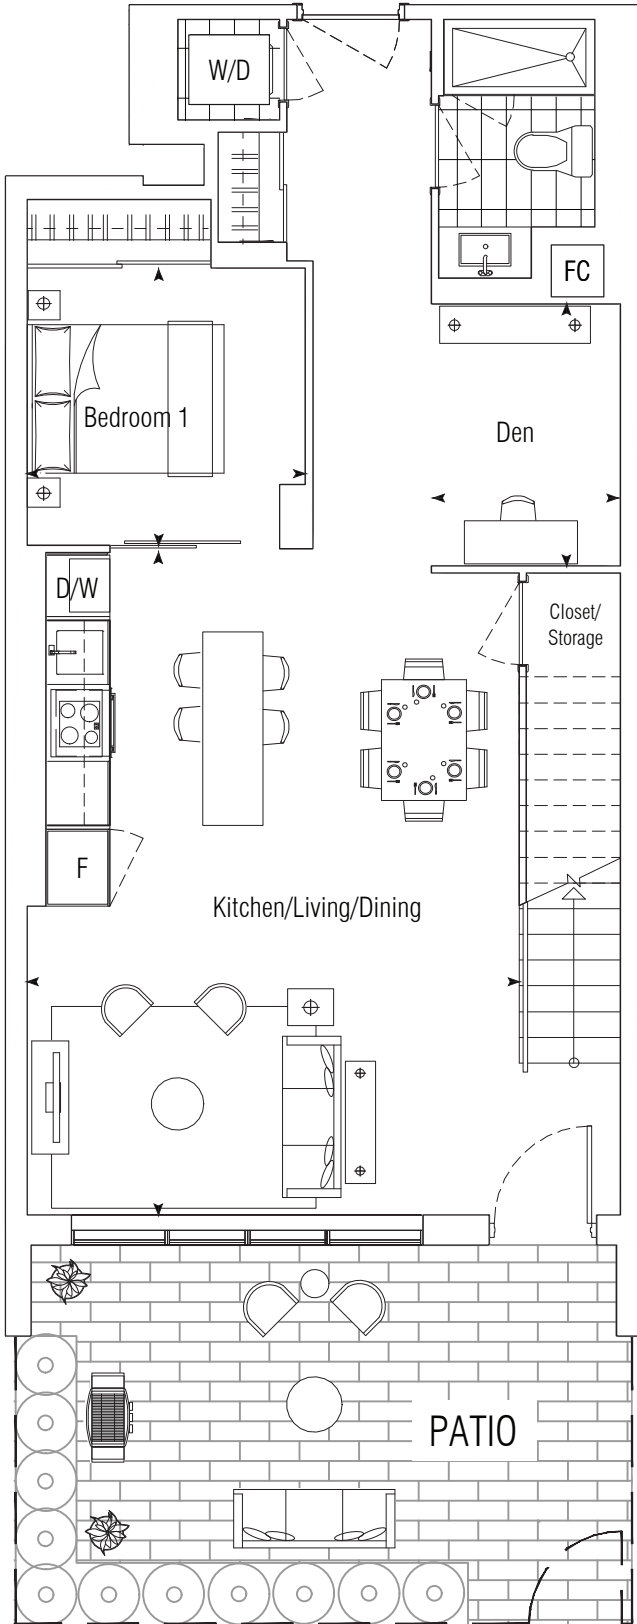 W/D
FC
Bedroom 1
Den
D/W
Closet/
Storage
F
Kitchen/Living/Dining
PATIO